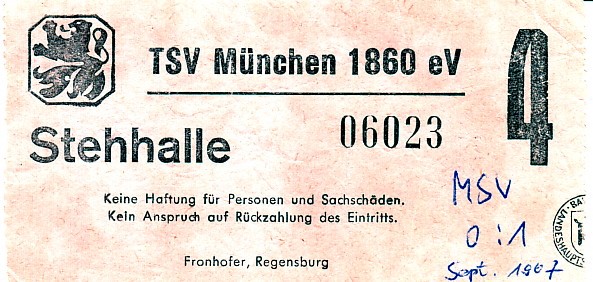 TSV München 1860 eV
4
Stehhalle
06023
Keine Haftung für Personen und Sachschäden.
Kein Anspruch auf Rückzahlung des Eintritts.
MSV
0:1
Sept. 1967
Fronhofer, Regensburg